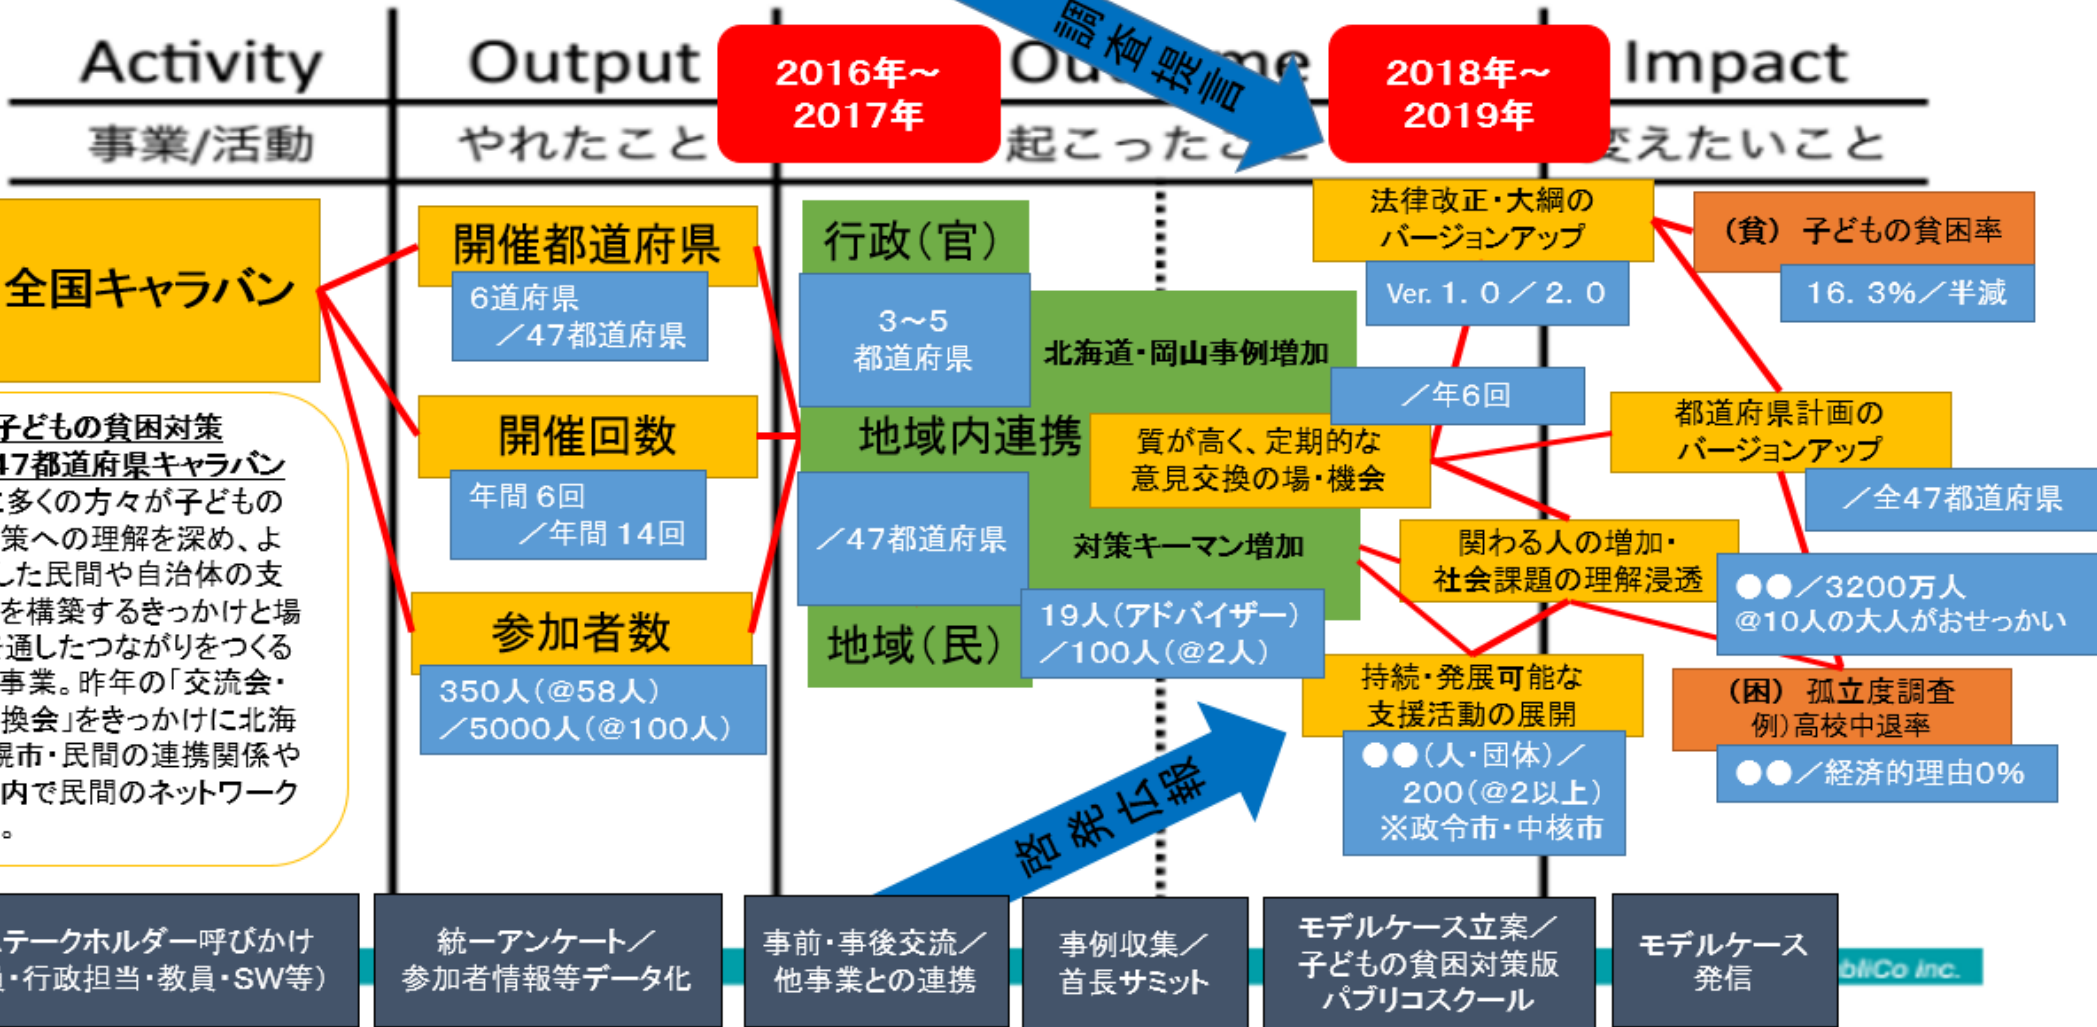 Activity
事業/活動
Output
やれたこと
2016年～
2017年
起こったこ
調査提言
2018年～
2019年
Impact
変えたいこと
全国キャラバン
開催都道府県
6道府県
／47都道府県
開催回数
年間6回
／年間14回
参加者数
350人(@58人)
／5000人(@100人)
子どもの貧困対策
47都道府県キャラバン
多くの方々が子どもの
策への理解を深め、よ
した民間や自治体の支
を構築するきっかけと場
通したつながりをつくる
事業。昨年の「交流会・
換会」をきっかけに北海
幌市・民間の連携関係や
内で民間のネットワーク
。
行政(官)
3～5
都道府県
北海道・岡山事例増加
地域内連携
質が高く、定期的な
意見交換の場・機会
／47都道府県
対策キーマン増加
地域(民)
19人(アドバイザー)
／100人(@2人)
啓発広報
法律改正・大綱の
バージョンアップ
Ver. 1. 0 ／ 2. 0
／年6回
関わる人の増加・
社会課題の理解浸透
持続・発展可能な
支援活動の展開
●●(人・団体)／
200(@2以上)
※政令市・中核市
(貧) 子どもの貧困率
16. 3%／半減
都道府県計画の
バージョンアップ
／全47都道府県
●●／3200万人
@10人の大人がおせっかい
(困) 孤立度調査
例)高校中退率
●●／経済的理由0%
テークホルダー呼びかけ
・行政担当・教員・SW等)
統一アンケート／
参加者情報等データ化
事前・事後交流／
他事業との連携
事例収集／
首長サミット
モデルケース立案／
子どもの貧困対策版
パブリコスクール
モデルケース
発信
bliCo inc.